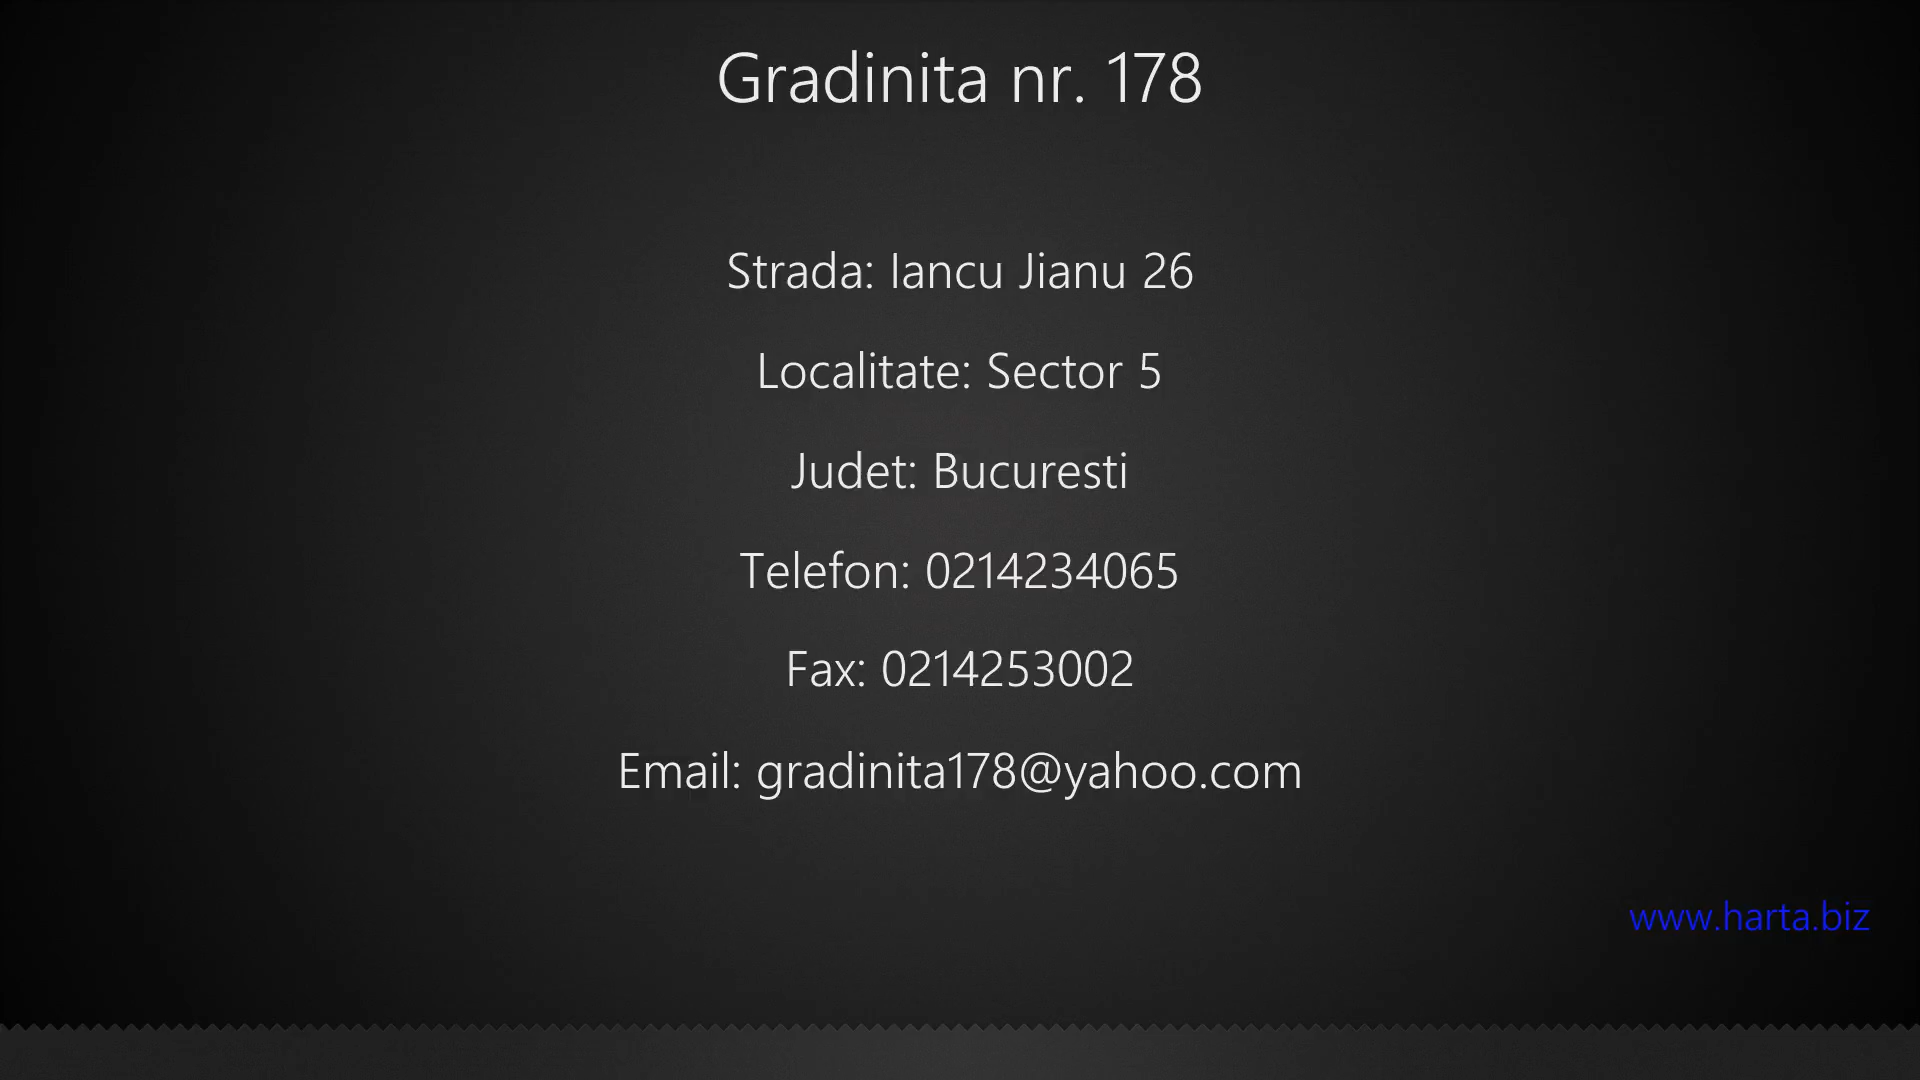 Gradinita nr. 178
Strada: Iancu Jianu 26
Localitate: Sector 5
Judet: Bucuresti
Telefon: 0214234065
Fax: 0214253002
Email: gradinita178@yahoo.com
www.harta.biz